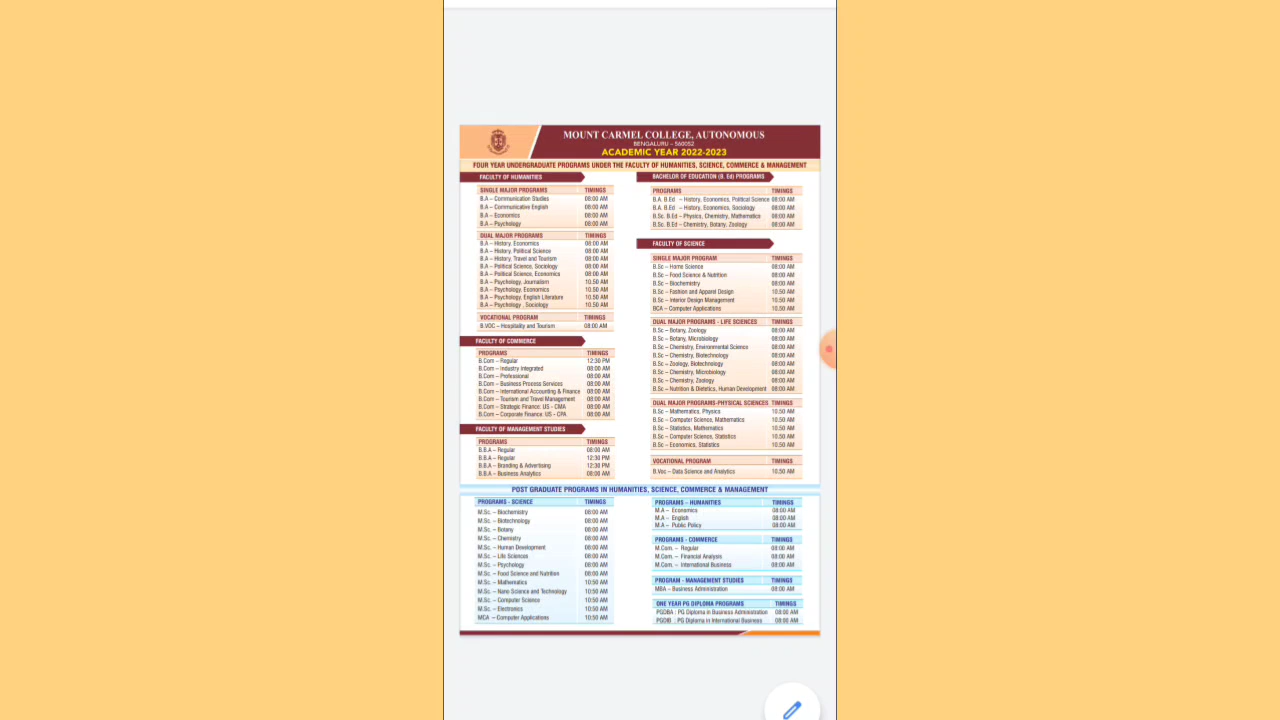 MOUNT CARMEL COLLEGE, AUTONOMOUS
BENGALURU – 560052
ACADEMIC YEAR 2022-2023
FOUR YEAR UNDERGRADUATE PROGRAMS UNDER THE FACULTY OF HUMANITIES, SCIENCE, COMMERCE & MANAGEMENT
FACULTY OF HUMANITIES
SINGLE MAJOR PROGRAMS TIMINGS
B.A – Communication Studies 08:00 AM
B.A – Communicative English 08:00 AM
B.A – Economics 08:00 AM
B.A – Psychology 08:00 AM
DUAL MAJOR PROGRAMS TIMINGS
B.A – History, Economics 08:00 AM
B.A – History, Political Science 08:00 AM
B.A – History, Travel and Tourism 08:00 AM
B.A – Political Science, Sociology 08:00 AM
B.A – Political Science, Economics 08:00 AM
B.A – Psychology, Journalism 10.50 AM
B.A – Psychology, Economics 10.50 AM
B.A – Psychology, English Literature 10.50 AM
B.A – Psychology , Sociology 10.50 AM
VOCATIONAL PROGRAM TIMINGS
B.VOC – Hospitality and Tourism 08:00 AM
FACULTY OF COMMERCE
PROGRAMS TIMINGS
B.Com – Regular 12:30 PM
B.Com – Industry Integrated 08:00 AM
B.Com – Professional 08:00 AM
B.Com – Business Process Services 08:00 AM
B.Com – International Accounting & Finance 08:00 AM
B.Com – Tourism and Travel Management 08:00 AM
B.Com – Strategic Finance: US - CMA 08:00 AM
B.Com – Corporate Finance: US - CPA 08:00 AM
FACULTY OF MANAGEMENT STUDIES
PROGRAMS TIMINGS
B.B.A – Regular 08:00 AM
B.B.A – Regular 12:30 PM
B.B.A – Branding & Advertising 12:30 PM
B.B.A – Business Analytics 08:00 AM
BACHELOR OF EDUCATION (B. Ed) PROGRAMS
PROGRAMS TIMINGS
B.A. B.Ed – History, Economics, Political Science 08:00 AM
B.A. B.Ed – History, Economics, Sociology 08:00 AM
B.Sc. B.Ed – Physics, Chemistry, Mathematics 08:00 AM
B.Sc. B.Ed – Chemistry, Botany, Zoology 08:00 AM
FACULTY OF SCIENCE
SINGLE MAJOR PROGRAM TIMINGS
B.Sc – Home Science 08:00 AM
B.Sc – Food Science & Nutrition 08:00 AM
B.Sc – Biochemistry 08:00 AM
B.Sc – Fashion and Apparel Design 10.50 AM
B.Sc – Interior Design Management 10.50 AM
BCA – Computer Applications 10.50 AM
DUAL MAJOR PROGRAMS - LIFE SCIENCES TIMINGS
B.Sc – Botany, Zoology 08:00 AM
B.Sc – Botany, Microbiology 08:00 AM
B.Sc – Chemistry, Environmental Science 08:00 AM
B.Sc – Chemistry, Biotechnology 08:00 AM
B.Sc – Zoology, Biotechnology 08:00 AM
B.Sc – Chemistry, Microbiology 08:00 AM
B.Sc – Chemistry, Zoology 08:00 AM
B.Sc – Nutrition & Dietetics, Human Development 08:00 AM
DUAL MAJOR PROGRAMS-PHYSICAL SCIENCES TIMINGS
B.Sc – Mathematics, Physics 10.50 AM
B.Sc – Computer Science, Mathematics 10.50 AM
B.Sc – Statistics, Mathematics 10.50 AM
B.Sc – Computer Science, Statistics 10.50 AM
B.Sc – Economics, Statistics 10.50 AM
VOCATIONAL PROGRAM TIMINGS
B.Voc – Data Science and Analytics 10.50 AM
POST GRADUATE PROGRAMS IN HUMANITIES, SCIENCE, COMMERCE & MANAGEMENT
PROGRAMS - SCIENCE TIMINGS
M.Sc. – Biochemistry 08:00 AM
M.Sc. – Biotechnology 08:00 AM
M.Sc. – Botany 08:00 AM
M.Sc. – Chemistry 08:00 AM
M.Sc. – Human Development 08:00 AM
M.Sc. – Life Sciences 08:00 AM
M.Sc. – Psychology 08:00 AM
M.Sc. – Food Science and Nutrition 08:00 AM
M.Sc. – Mathematics 10:50 AM
M.Sc. – Nano Science and Technology 10:50 AM
M.Sc. – Computer Science 10:50 AM
M.Sc. – Electronics 10:50 AM
MCA – Computer Applications 10:50 AM
PROGRAMS – HUMANITIES TIMINGS
M.A – Economics 08:00 AM
M.A – English 08:00 AM
M.A – Public Policy 08:00 AM
PROGRAMS - COMMERCE TIMINGS
M.Com. – Regular 08:00 AM
M.Com. – Financial Analysis 08:00 AM
M.Com. – International Business 08:00 AM
PROGRAM - MANAGEMENT STUDIES TIMINGS
MBA – Business Administration 08:00 AM
ONE YEAR PG DIPLOMA PROGRAMS TIMINGS
PGDBA : PG Diploma in Business Administration 08:00 AM
PGDIB : PG Diploma in International Business 08:00 AM